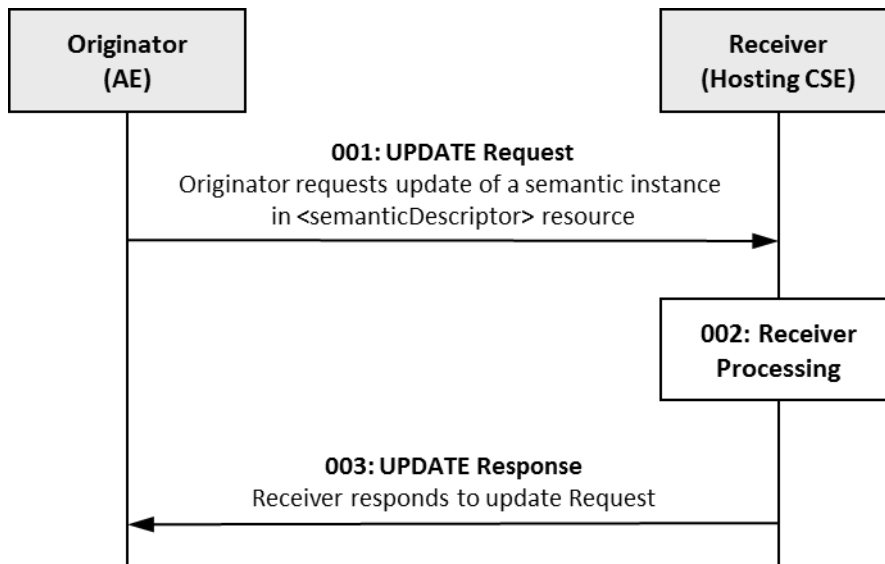 Originator
(AE)
Receiver
(Hosting CSE)
001: UPDATE Request
Originator requests update of a semantic instance
in <semanticDescriptor> resource
002: Receiver
Processing
003: UPDATE Response
Receiver responds to update Request